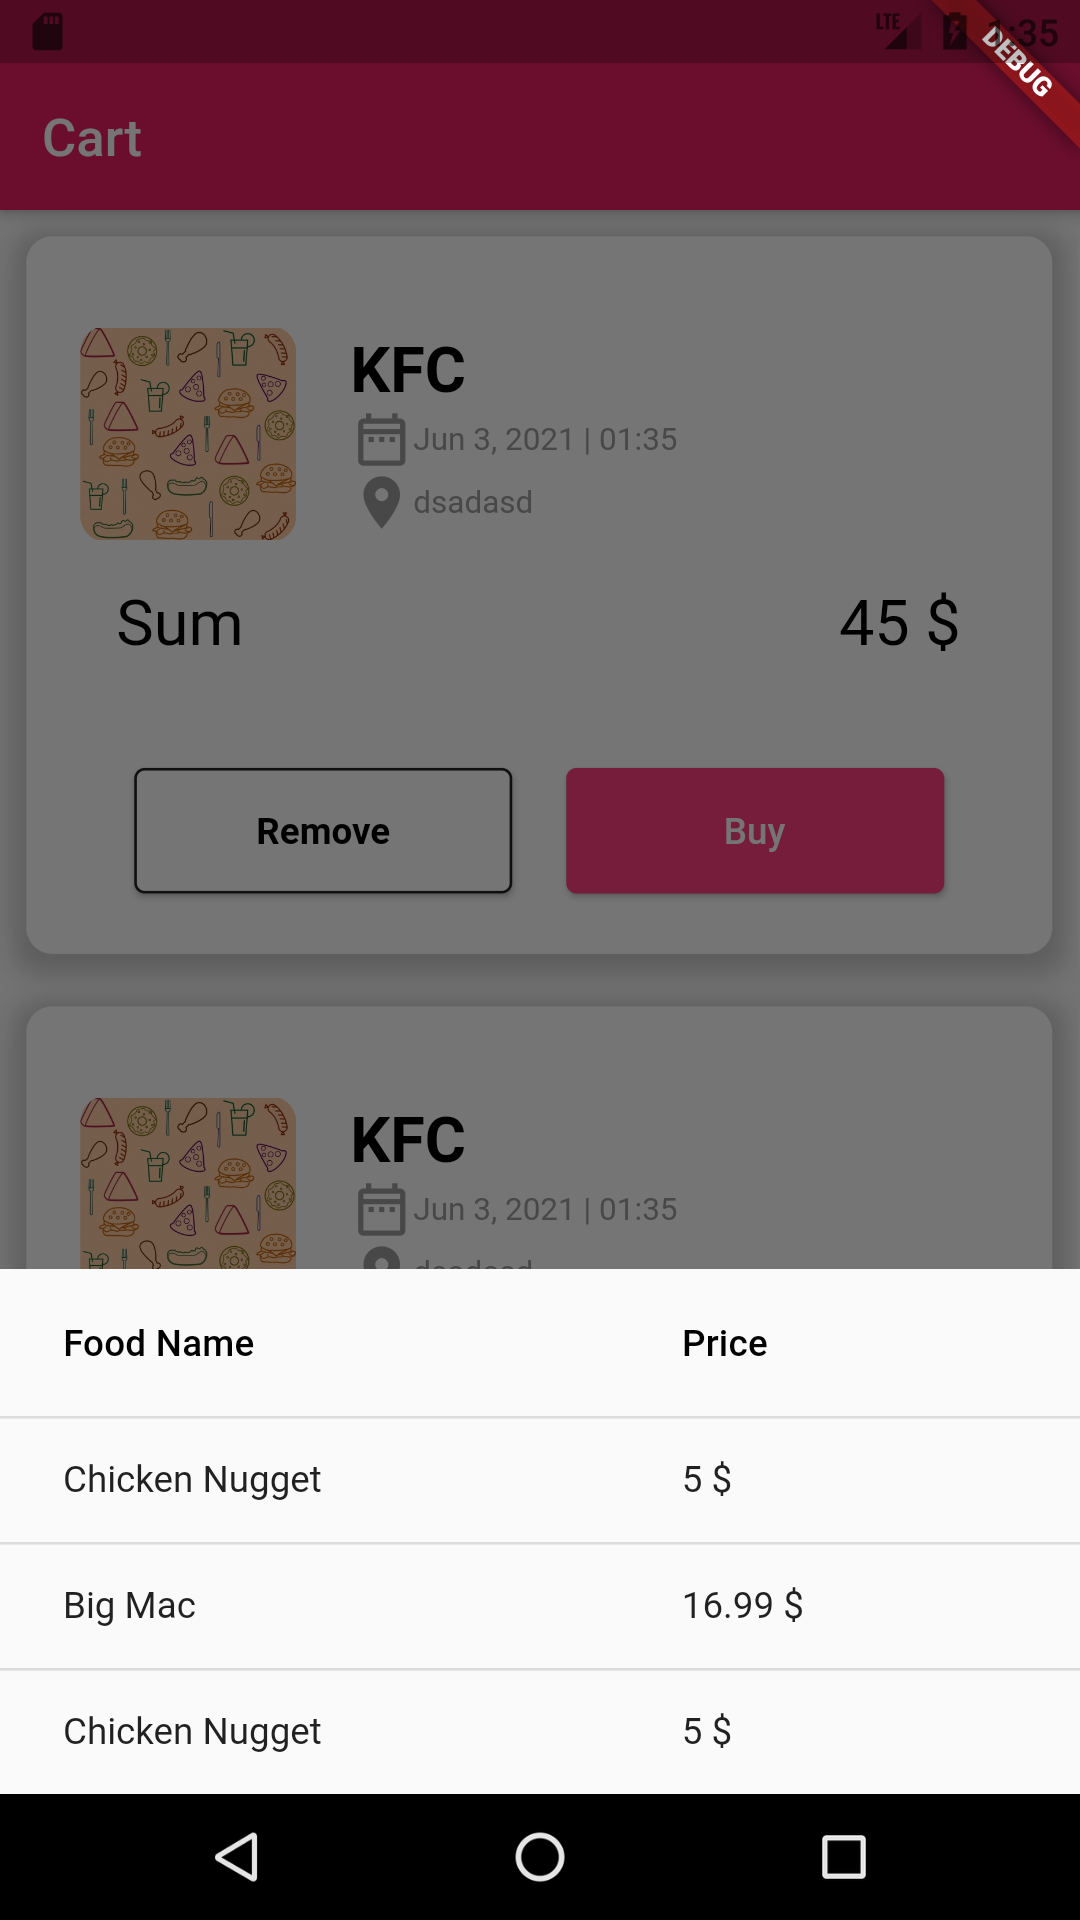 LTE 1:35
DEBUG
Cart
KFC
Jun 3, 2021 | 01:35
dsadasd
Sum 45 $
Remove Buy
KFC
Jun 3, 2021 | 01:35
dsadasd
Food Name Price
Chicken Nugget 5 $
Big Mac 16.99 $
Chicken Nugget 5 $